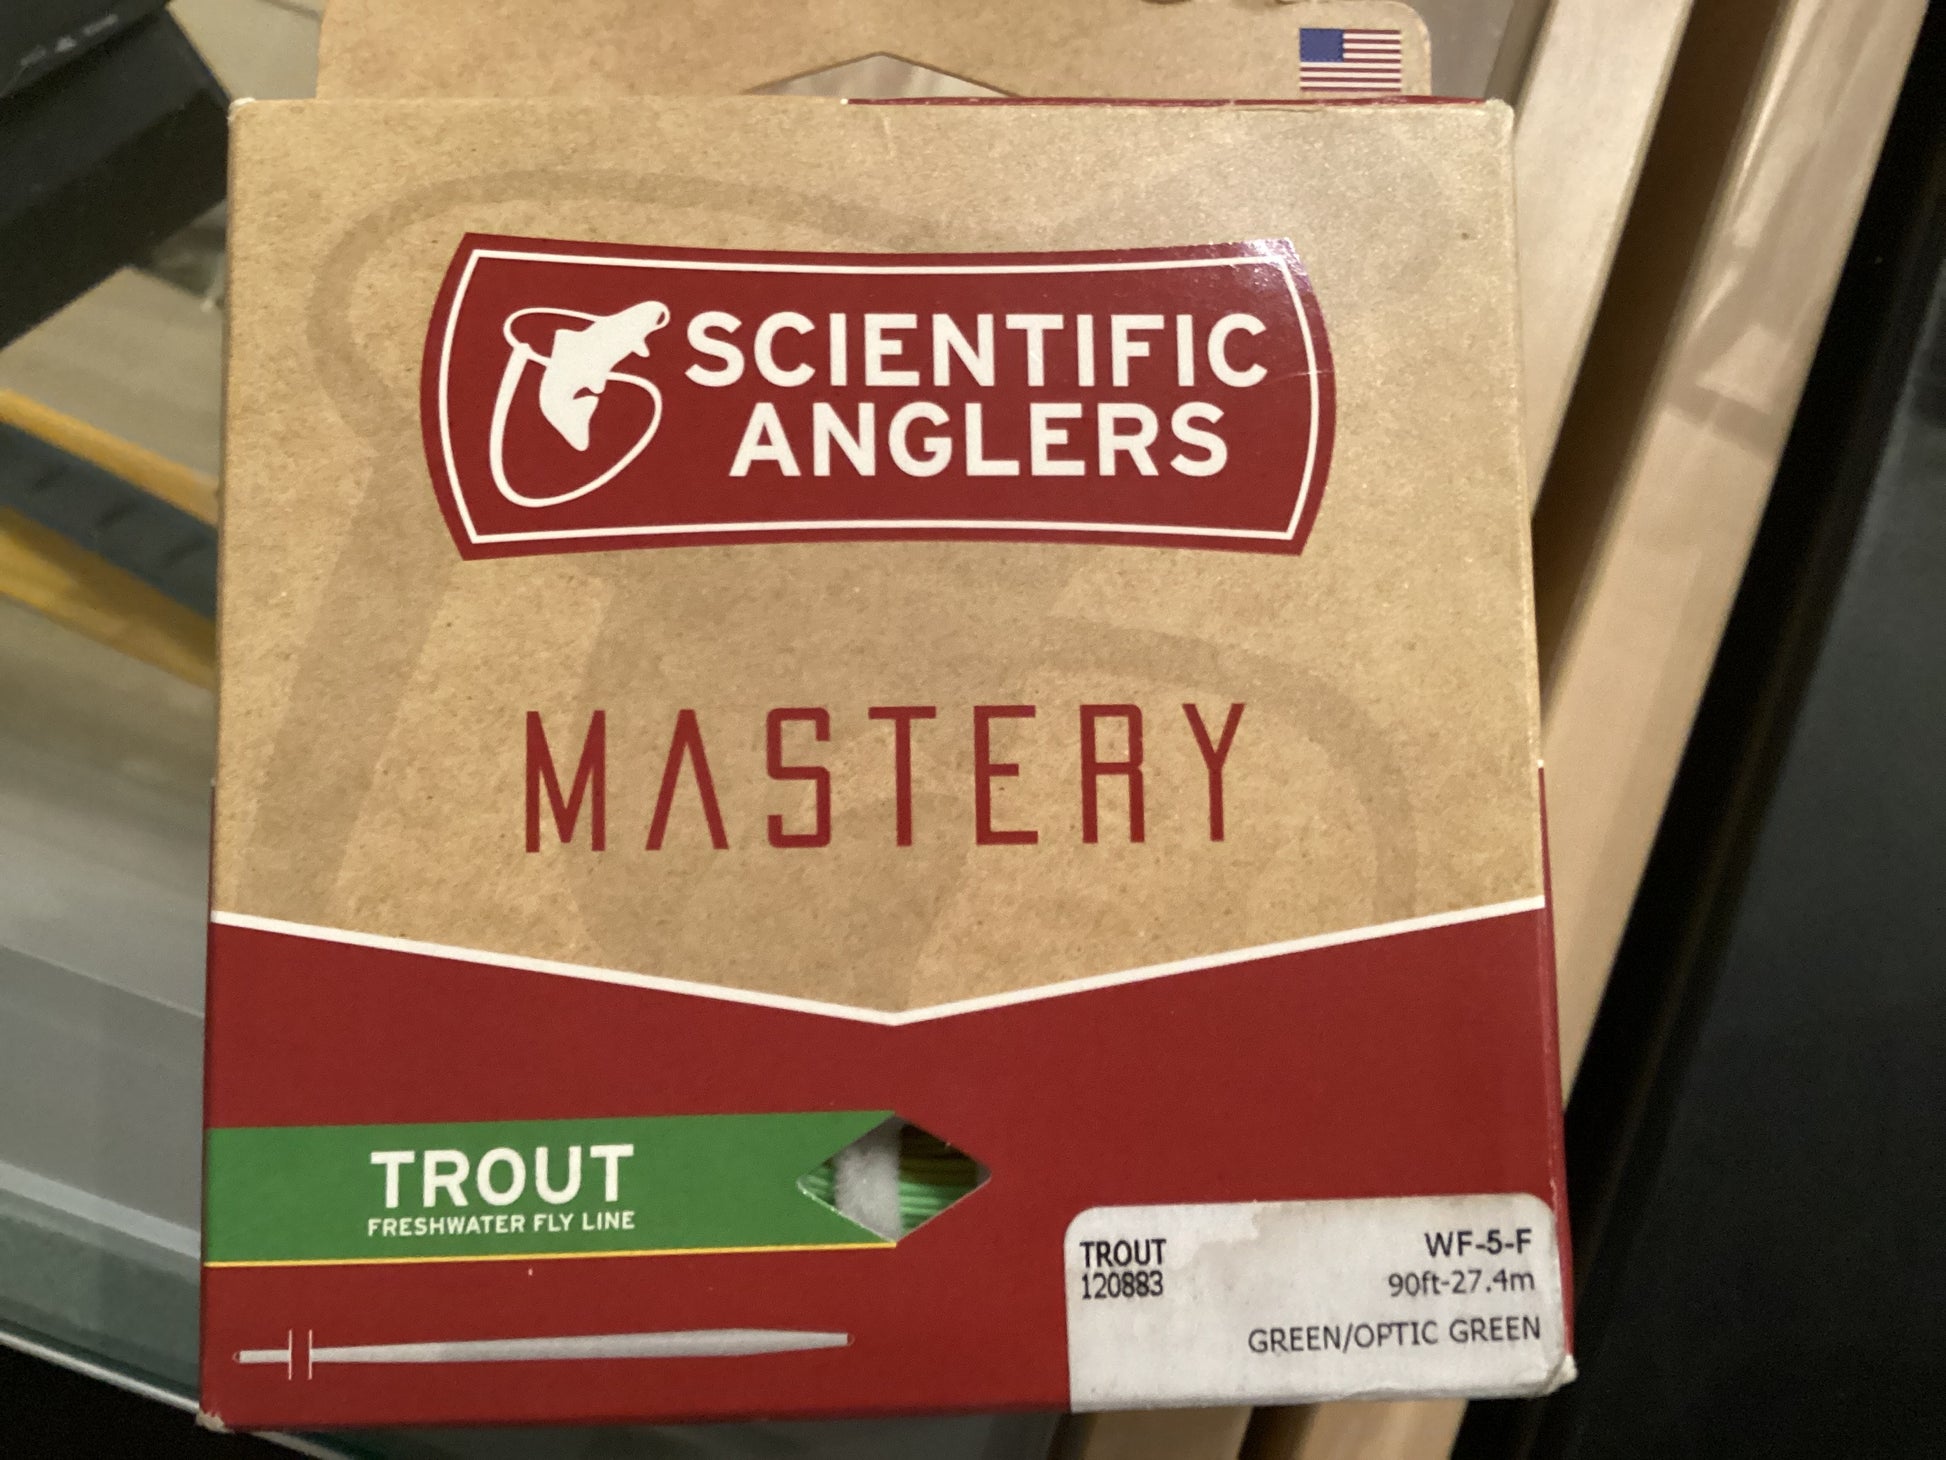 SCIENTIFIC
ANGLERS
MASTERY
TROUT
FRESHWATER FLY LINE
TROUT
120883
WF-5-F
90ft-27.4m
GREEN/OPTIC GREEN